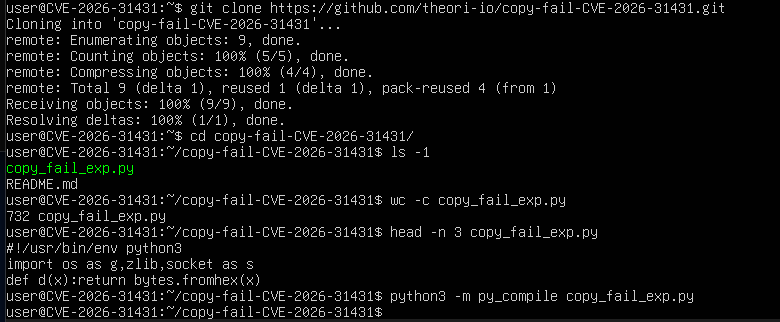 user@CVE-2026-31431:~$ git clone https://github.com/theori-io/copy-fail-CVE-2026-31431.git
Cloning into 'copy-fail-CVE-2026-31431'...
remote: Enumerating objects: 9, done.
remote: Counting objects: 100% (5/5), done.
remote: Compressing objects: 100% (4/4), done.
remote: Total 9 (delta 1), reused 1 (delta 1), pack-reused 4 (from 1)
Receiving objects: 100% (9/9), done.
Resolving deltas: 100% (1/1), done.
user@CVE-2026-31431:~$ cd copy-fail-CVE-2026-31431/
user@CVE-2026-31431:~/copy-fail-CVE-2026-31431$ ls -1
copy_fail_exp.py
README.md
user@CVE-2026-31431:~/copy-fail-CVE-2026-31431$ wc -c copy_fail_exp.py
732 copy_fail_exp.py
user@CVE-2026-31431:~/copy-fail-CVE-2026-31431$ head -n 3 copy_fail_exp.py
#!/usr/bin/env python3
import os as g,zlib,socket as s
def d(x):return bytes.fromhex(x)
user@CVE-2026-31431:~/copy-fail-CVE-2026-31431$ python3 -m py_compile copy_fail_exp.py
user@CVE-2026-31431:~/copy-fail-CVE-2026-31431$